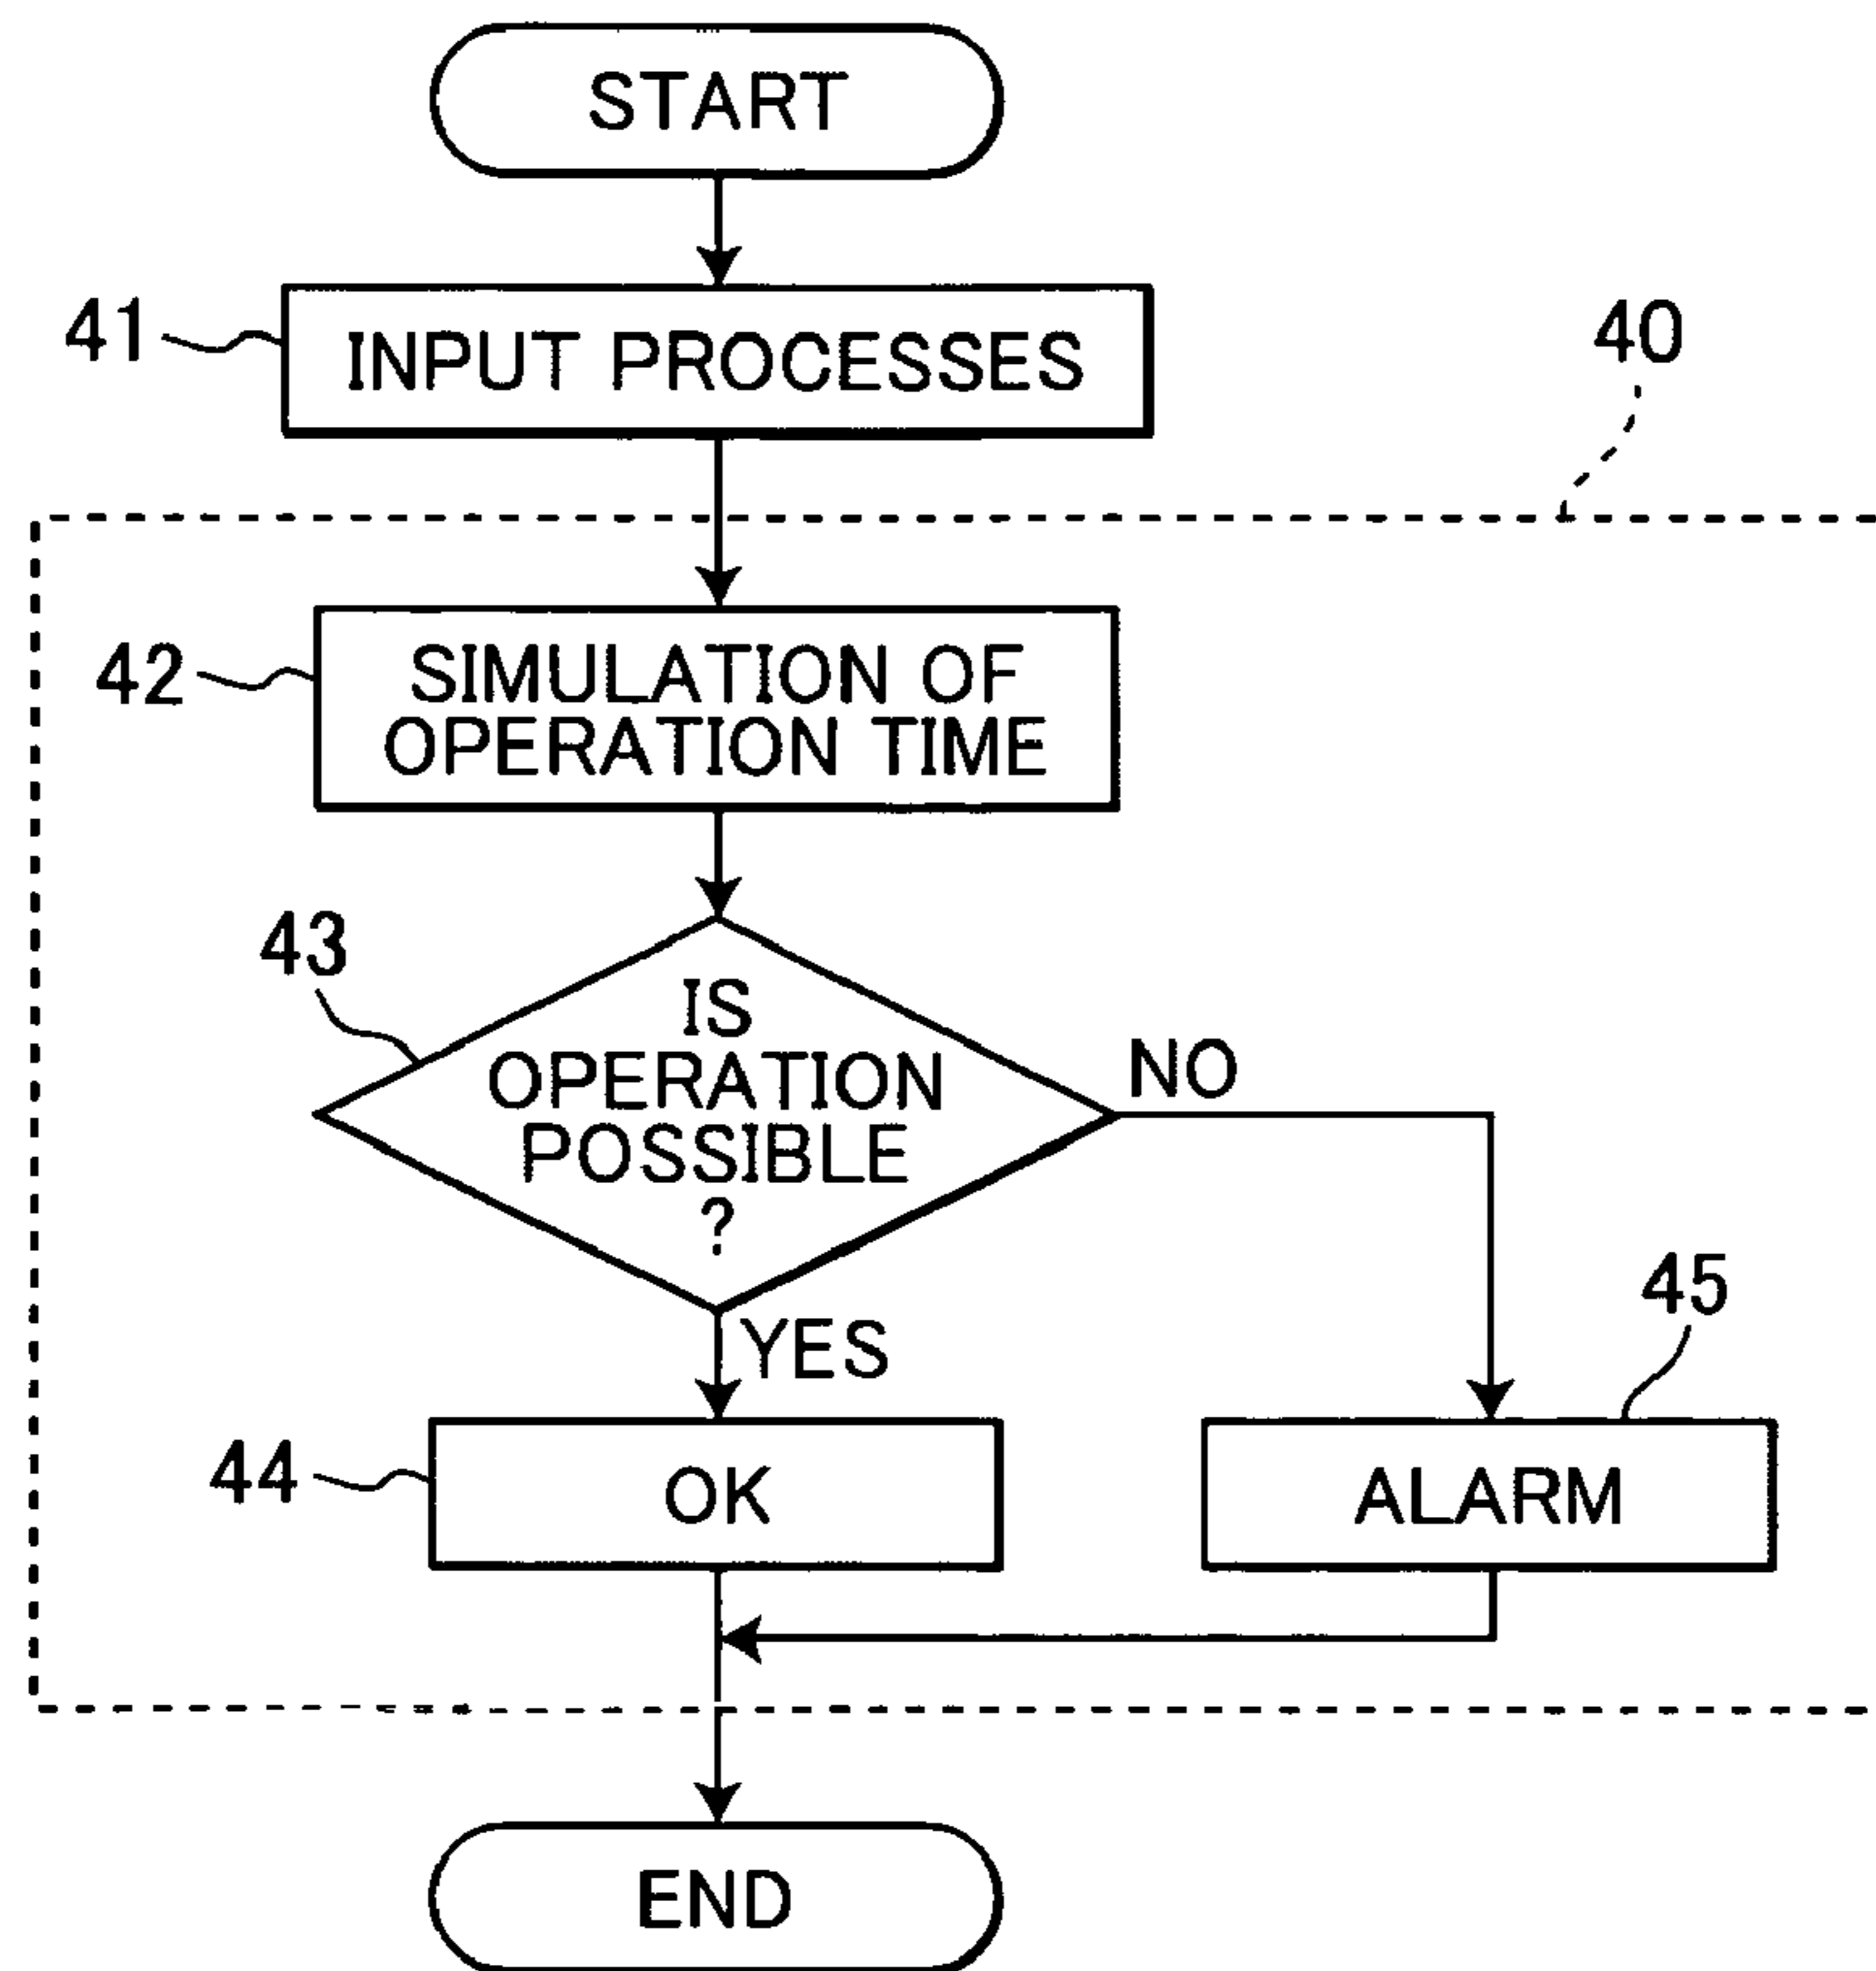 START
41
INPUT PROCESSES
40
42
SIMULATION OF
OPERATION TIME
43
IS
OPERATION
POSSIBLE
?
NO
YES
45
44
OK
ALARM
END